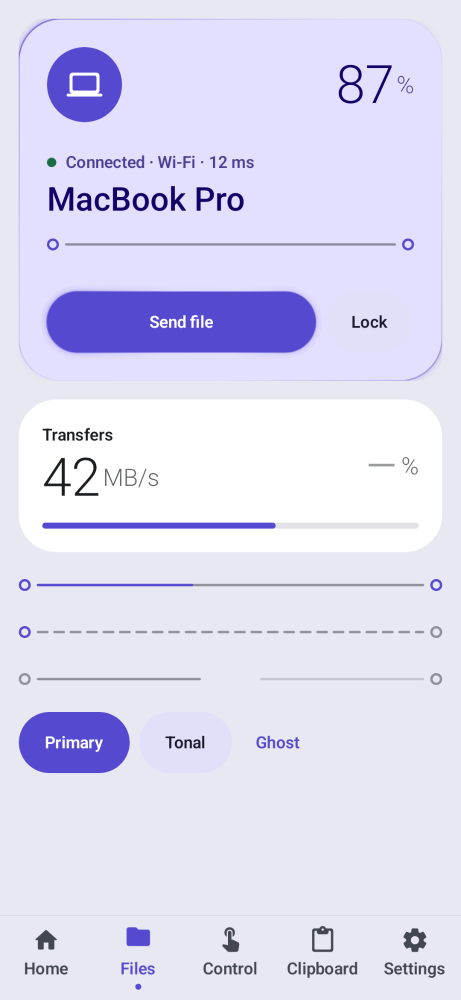 87%
Connected · Wi-Fi · 12 ms
MacBook Pro
Send file
Lock
Transfers
42 MB/s
— %
Primary
Tonal
Ghost
Home
Files
Control
Clipboard
Settings